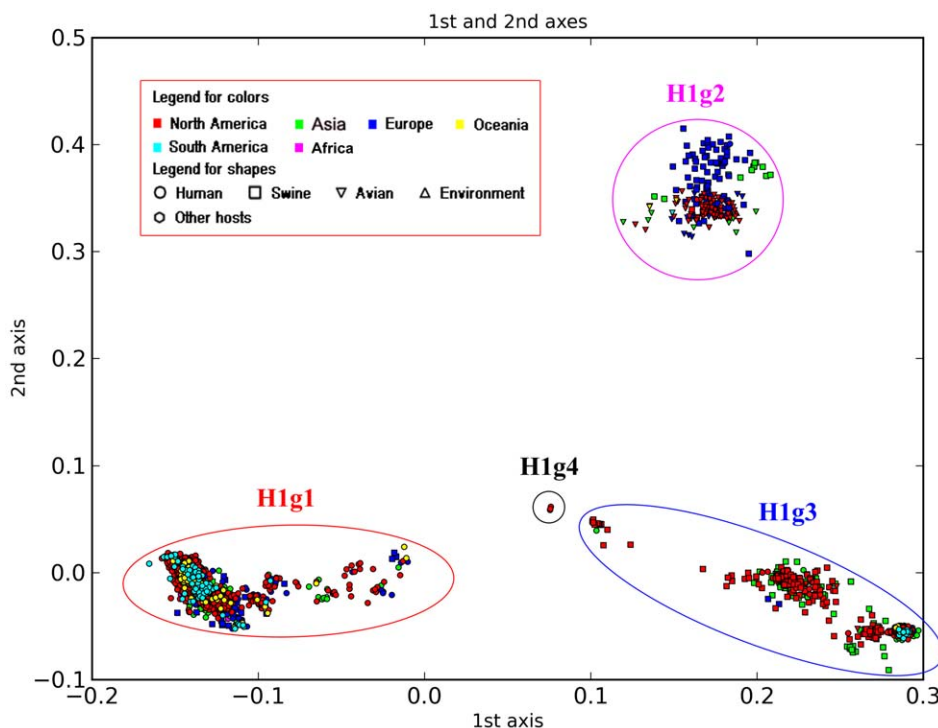 1st and 2nd axes
0.5
0.4
0.3
0.2
0.1
0.0
−0.1
2nd axis
Legend for colors
North America Asia Europe Oceania
South America Africa
Legend for shapes
Human Swine Avian Environment
Other hosts
H1g2
H1g4
H1g1
H1g3
−0.2 −0.1 0.0 0.1 0.2 0.3
1st axis